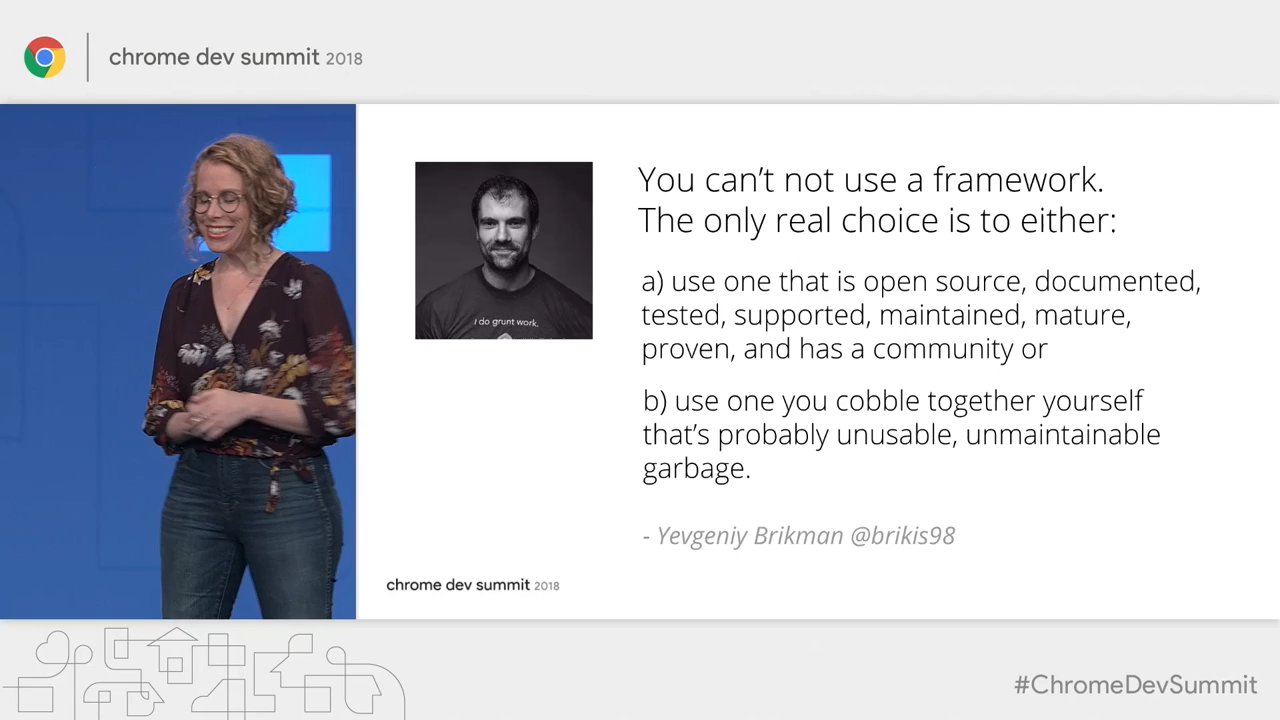 chrome dev summit 2018
You can't not use a framework.
The only real choice is to either:
a) use one that is open source, documented,
tested, supported, maintained, mature,
proven, and has a community or
b) use one you cobble together yourself
that's probably unusable, unmaintainable
garbage.
- Yevgeniy Brikman @brikis98
I do grunt work.
chrome dev summit 2018
#ChromeDevSummit